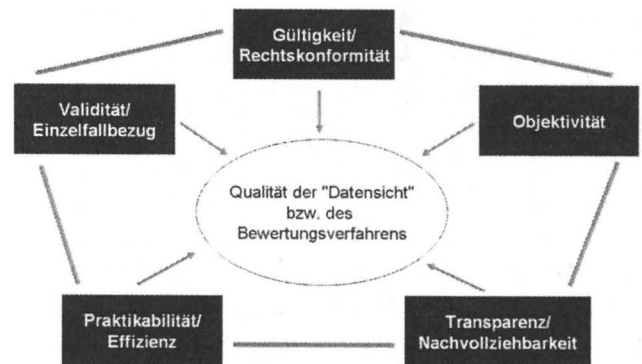 Gültigkeit/
Rechtskonformität
Validität/
Einzelfallbezug
Objektivität
Qualität der "Datensicht"
bzw. des
Bewertungsverfahrens
Praktikabilität/
Effizienz
Transparenz/
Nachvollziehbarkeit